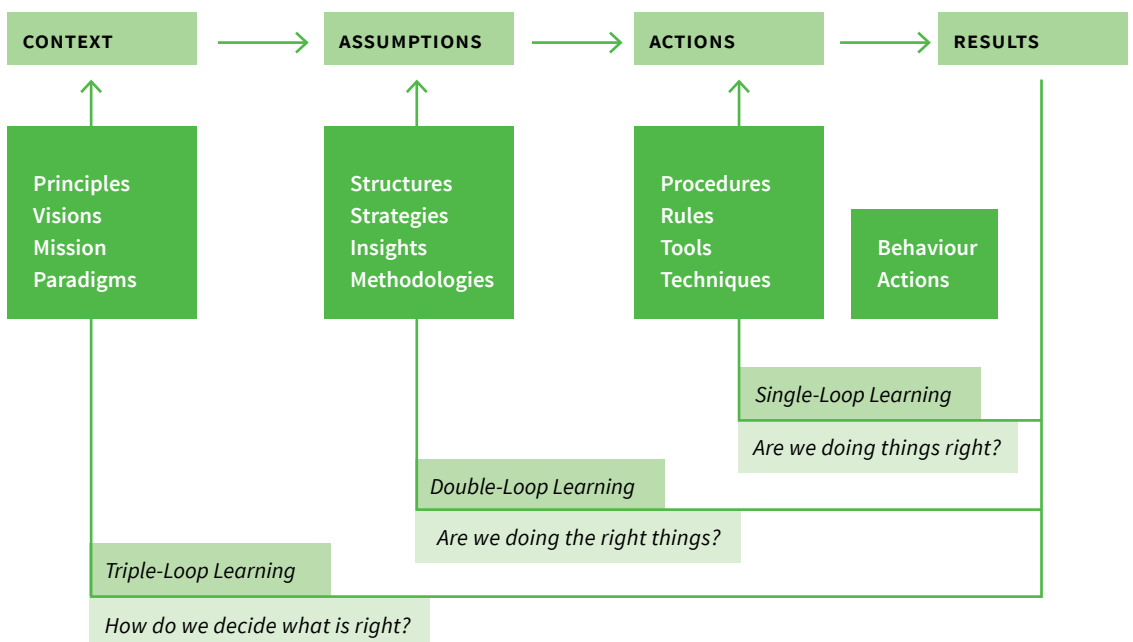 CONTEXT
ASSUMPTIONS
ACTIONS
RESULTS
Principles
Visions
Mission
Paradigms
Structures
Strategies
Insights
Methodologies
Procedures
Rules
Tools
Techniques
Behaviour
Actions
Single-Loop Learning
Are we doing things right?
Double-Loop Learning
Are we doing the right things?
Triple-Loop Learning
How do we decide what is right?